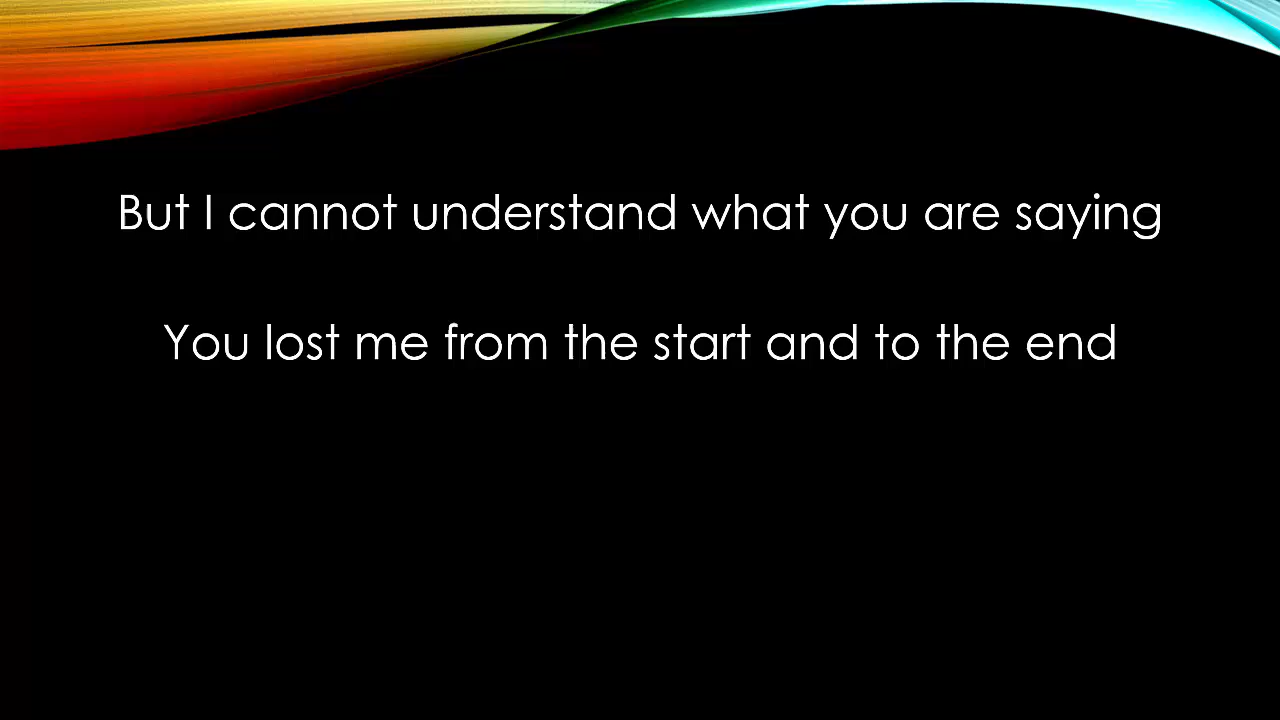 But I cannot understand what you are saying
You lost me from the start and to the end